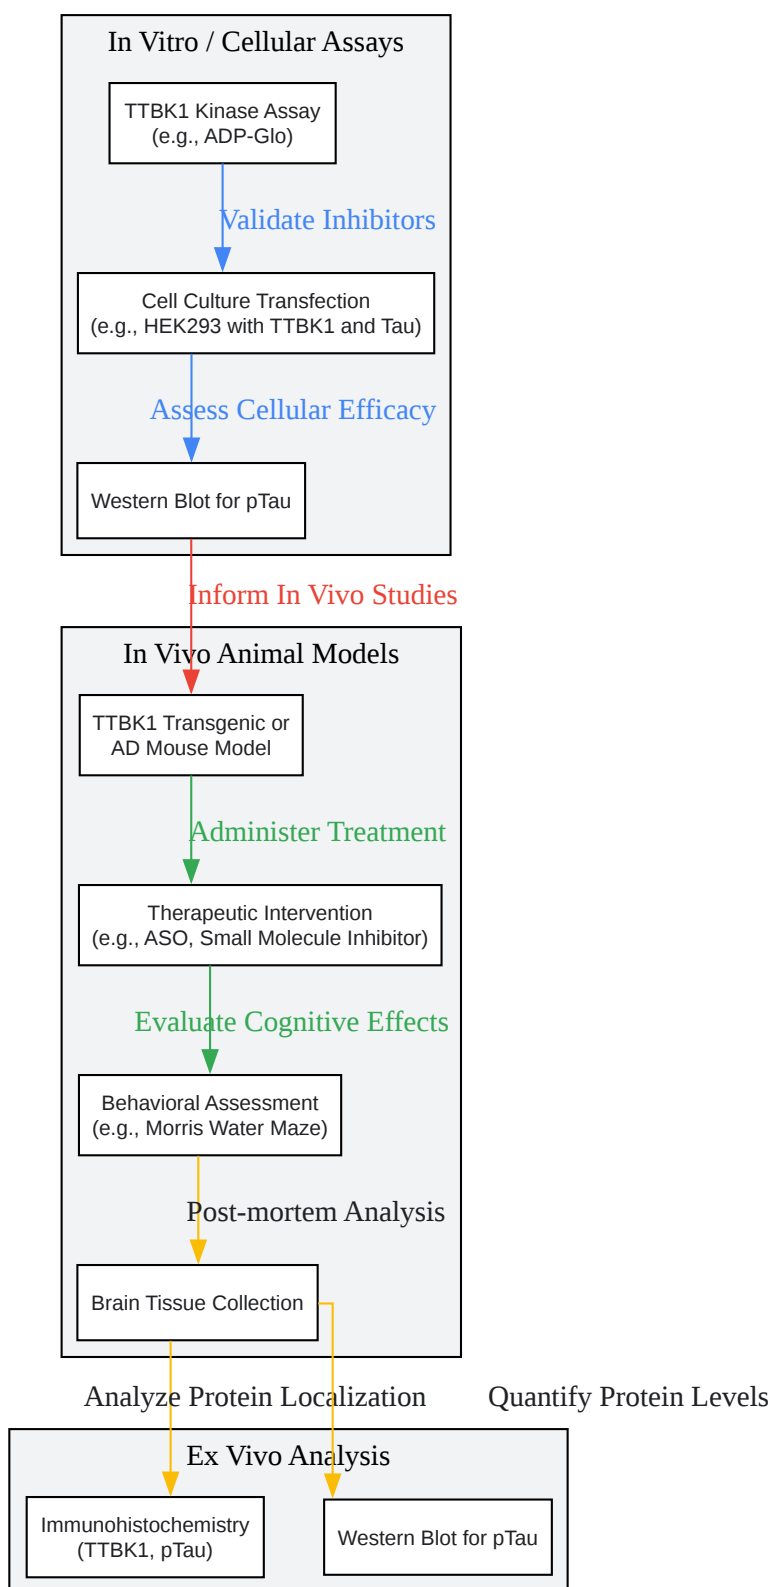 In Vitro / Cellular Assays
TTBK1 Kinase Assay
(e.g., ADP-Glo)
Validate Inhibitors
Cell Culture Transfection
(e.g., HEK293 with TTBK1 and Tau)
Assess Cellular Efficacy
Western Blot for pTau
Inform In Vivo Studies
In Vivo Animal Models
TTBK1 Transgenic or
AD Mouse Model
Administer Treatment
Therapeutic Intervention
(e.g., ASO, Small Molecule Inhibitor)
Evaluate Cognitive Effects
Behavioral Assessment
(e.g., Morris Water Maze)
Post-mortem Analysis
Brain Tissue Collection
Analyze Protein Localization
Quantify Protein Levels
Ex Vivo Analysis
Immunohistochemistry
(TTBK1, pTau)
Western Blot for pTau